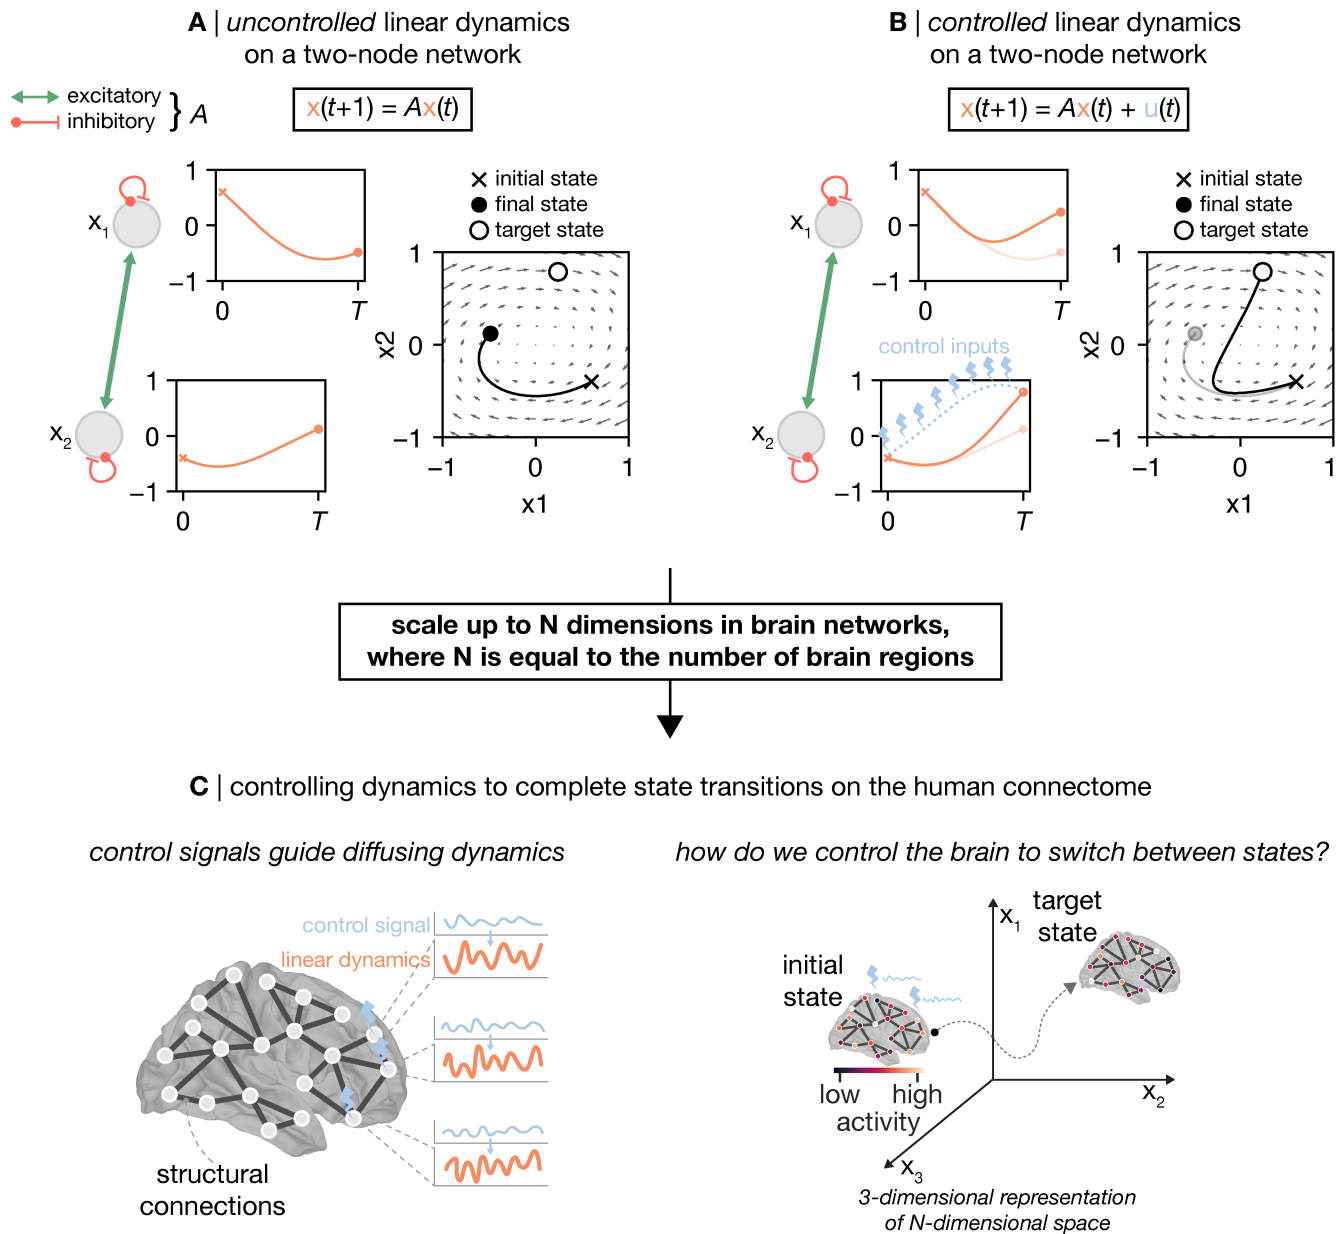 A | uncontrolled linear dynamics
on a two-node network
excitatory
inhibitory
} A
x(t+1) = Ax(t)
x1
1
0
−1
0
T
x2
1
0
−1
0
T
initial state
final state
target state
x2
1
0
−1
−1
0
1
x1
B | controlled linear dynamics
on a two-node network
x(t+1) = Ax(t) + u(t)
x1
1
0
−1
0
T
control inputs
x2
1
0
−1
0
T
initial state
final state
target state
x2
1
0
−1
−1
0
1
x1
scale up to N dimensions in brain networks,
where N is equal to the number of brain regions
C | controlling dynamics to complete state transitions on the human connectome
control signals guide diffusing dynamics
control signal
linear dynamics
structural
connections
how do we control the brain to switch between states?
initial
state
target
state
low
high
activity
x1
x2
x3
3-dimensional representation
of N-dimensional space